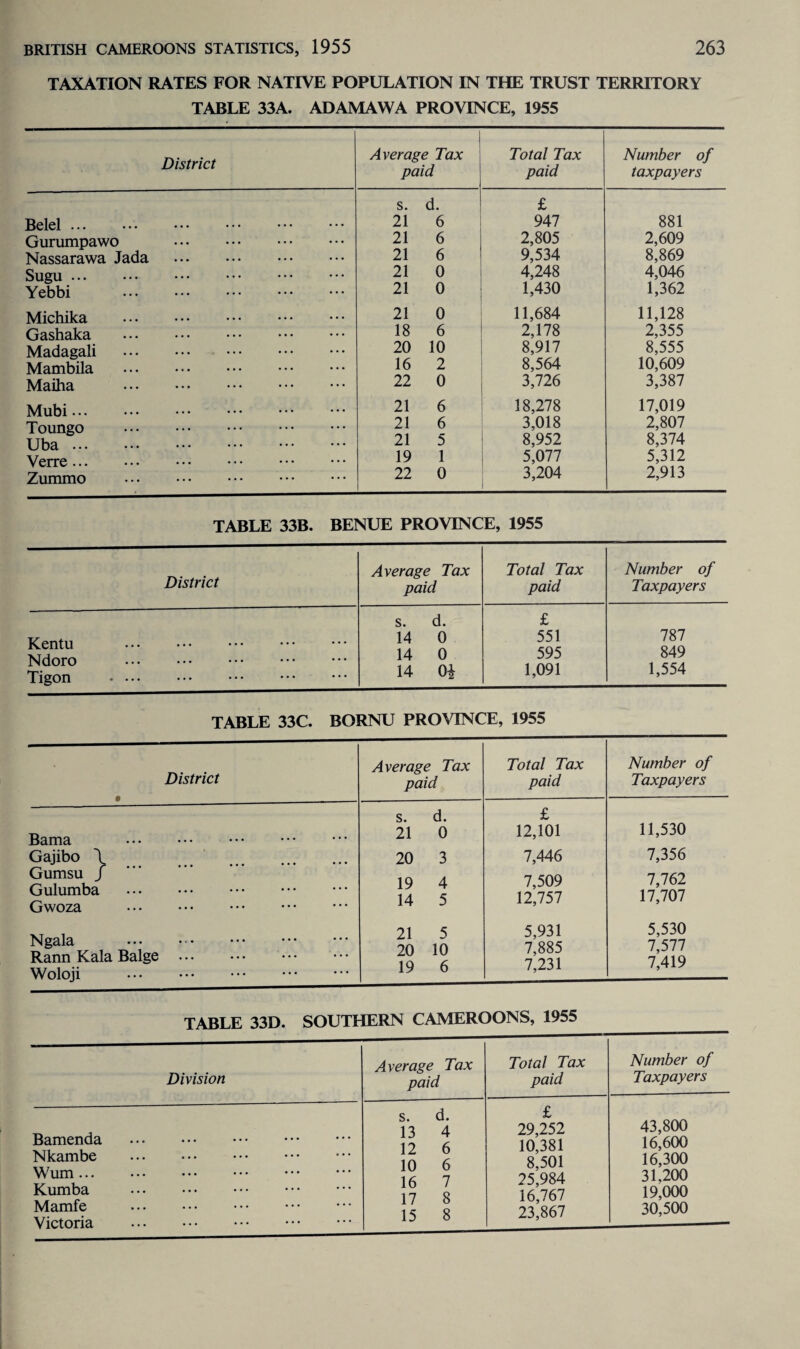 BRITISH CAMEROONS STATISTICS, 1955 263
TAXATION RATES FOR NATIVE POPULATION IN THE TRUST TERRITORY
TABLE 33A. ADAMAWA PROVINCE, 1955
District Average Tax paid Total Tax paid Number of taxpayers
s. d. £
Belel ... ... ... ... ... ... 21 6 947 881
Gurumpawo ... ... ... ... 21 6 2,805 2,609
Nassarawa Jada ... ... ... ... ... 21 6 9,534 8,869
Sugu ... ... ... ... ... ... 21 0 4,248 4,046
Yebbi ... ... ... ... ... 21 0 1,430 1,362
Michika ... ... ... ... ... 21 0 11,684 11,128
Gashaka ... ... ... ... ... 18 6 2,178 2,355
Madagali ... ... ... ... ... 20 10 8,917 8,555
Mambila ... ... ... ... ... 16 2 8,564 10,609
Maiha ... ... ... ... ... 22 0 3,726 3,387
Mubi ... ... ... ... ... ... 21 6 18,278 17,019
Toungo ... ... ... ... ... 21 6 3,018 2,807
Uba ... ... ... ... ... ... 21 5 8,952 8,374
Verre ... ... ... ... ... ... 19 1 5,077 5,312
Zummo ... ... ... ... ... 22 0 3,204 2,913
TABLE 33B. BENUE PROVINCE, 1955
District Average Tax paid Total Tax paid Number of Taxpayers
s. d. £
Kentu ... ... ... ... ... 14 0 551 787
Ndoro ... ... ... ... ... 14 0 595 849
Tigon ... ... ... ... ... 14 0½ 1,091 1,554
TABLE 33C. BORNU PROVINCE, 1955
District Average Tax paid Total Tax paid Number of Taxpayers
s. d. £
Bama ... ... ... ... ... 21 0 12,101 11,530
Gajibo }
Gumsu } ... ... ... ... ... 20 3 7,446 7,356
Gulumba ... ... ... ... ... 19 4 7,509 7,762
Gwoza ... ... ... ... ... 14 5 12,757 17,707
Ngala ... ... ... ... ... 21 5 5,931 5,530
Rann Kala Balge ... ... ... ... 20 10 7,885 7,577
Woloji ... ... ... ... ... 19 6 7,231 7,419
TABLE 33D. SOUTHERN CAMEROONS, 1955
Division Average Tax paid Total Tax paid Number of Taxpayers
s. d. £
Bamenda ... ... ... ... ... 13 4 29,252 43,800
Nkambe ... ... ... ... ... 12 6 10,381 16,600
Wum ... ... ... ... ... ... 10 6 8,501 16,300
Kumba ... ... ... ... ... 16 7 25,984 31,200
Mamfe ... ... ... ... ... 17 8 16,767 19,000
Victoria ... ... ... ... ... 15 8 23,867 30,500